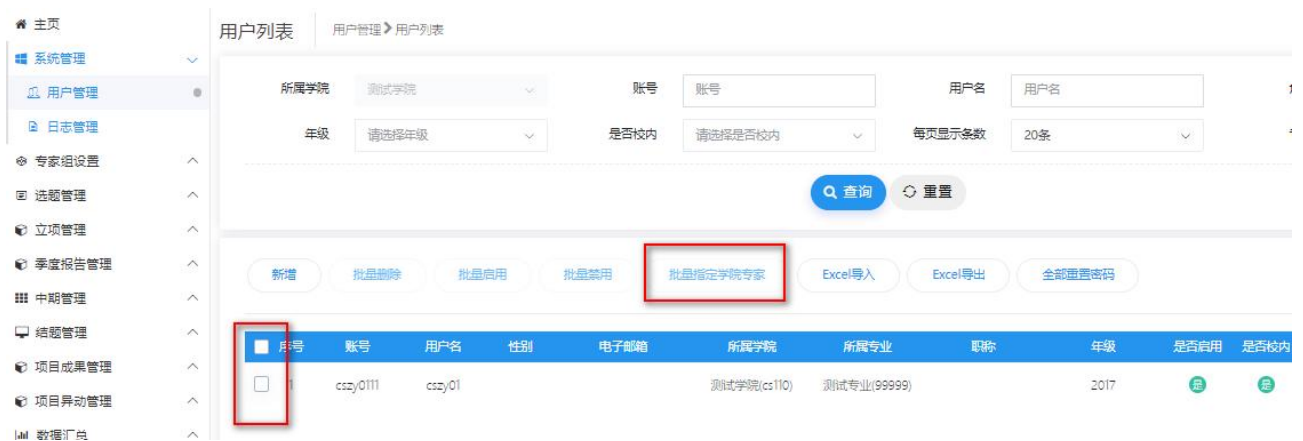 主页
系统管理
用户管理
日志管理
专家组设置
选题管理
立项管理
季度报告管理
中期管理
结题管理
项目成果管理
项目异动管理
数据汇总
用户列表 用户管理 用户列表
所属学院 测试学院 账号 账号 用户名 用户名
年级 请选择年级 是否校内 请选择是否校内 每页显示条数 20条
查询 重置
新增 批量删除 批量启用 批量禁用 批量指定学院专家 Excel导入 Excel导出 全部重置密码
序号 账号 用户名 性别 电子邮箱 所属学院 所属专业 职称 年级 是否启用 是否校内
1 cszy0111 cszy01 测试学院(cs110) 测试专业(99999) 2017 是 是